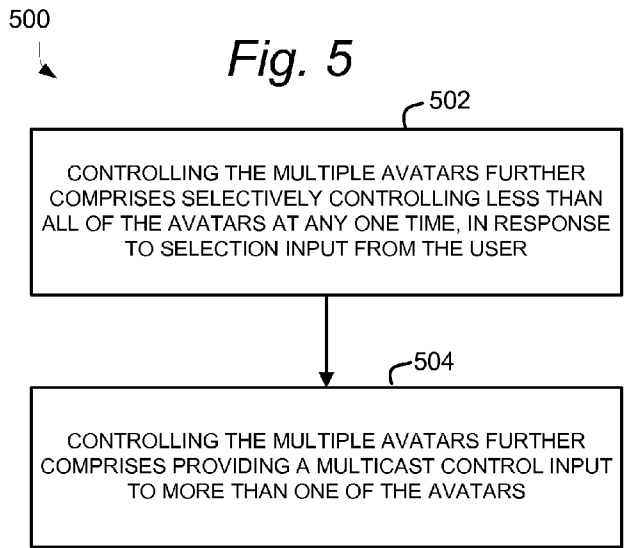 500
Fig. 5
502
CONTROLLING THE MULTIPLE AVATARS FURTHER
COMPRISES SELECTIVELY CONTROLLING LESS THAN
ALL OF THE AVATARS AT ANY ONE TIME, IN RESPONSE
TO SELECTION INPUT FROM THE USER
504
CONTROLLING THE MULTIPLE AVATARS FURTHER
COMPRISES PROVIDING A MULTICAST CONTROL INPUT
TO MORE THAN ONE OF THE AVATARS